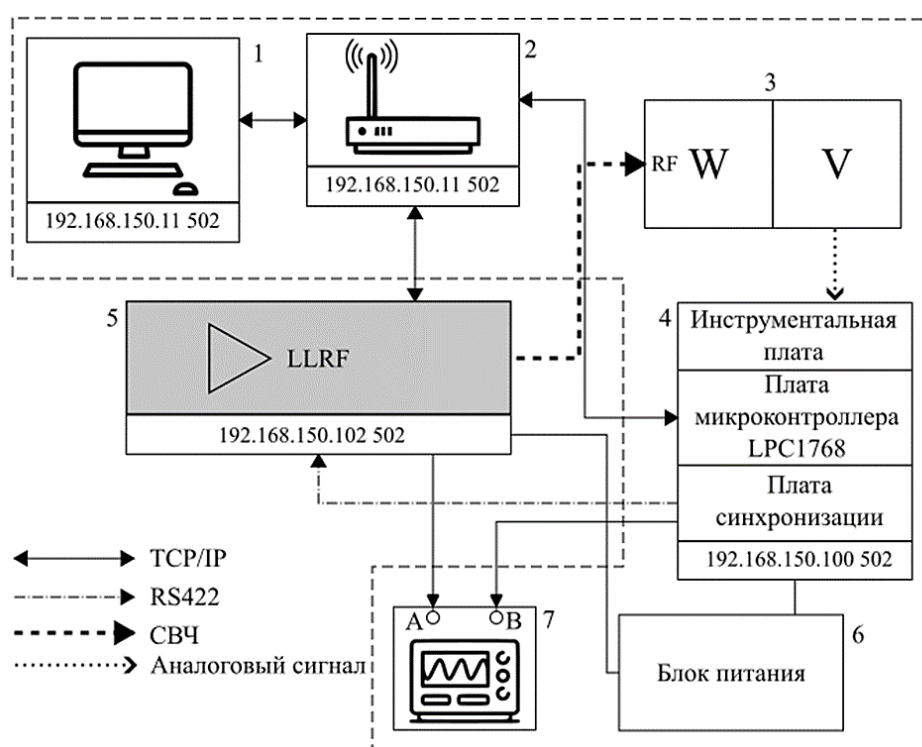 1
192.168.150.11 502
2
192.168.150.11 502
3
RF W
V
5
LLRF
192.168.150.102 502
4
Инструментальная
плата
Плата
микроконтроллера
LPC1768
Плата
синхронизации
192.168.150.100 502
TCP/IP
RS422
СВЧ
Аналоговый сигнал
A
B
7
6
Блок питания